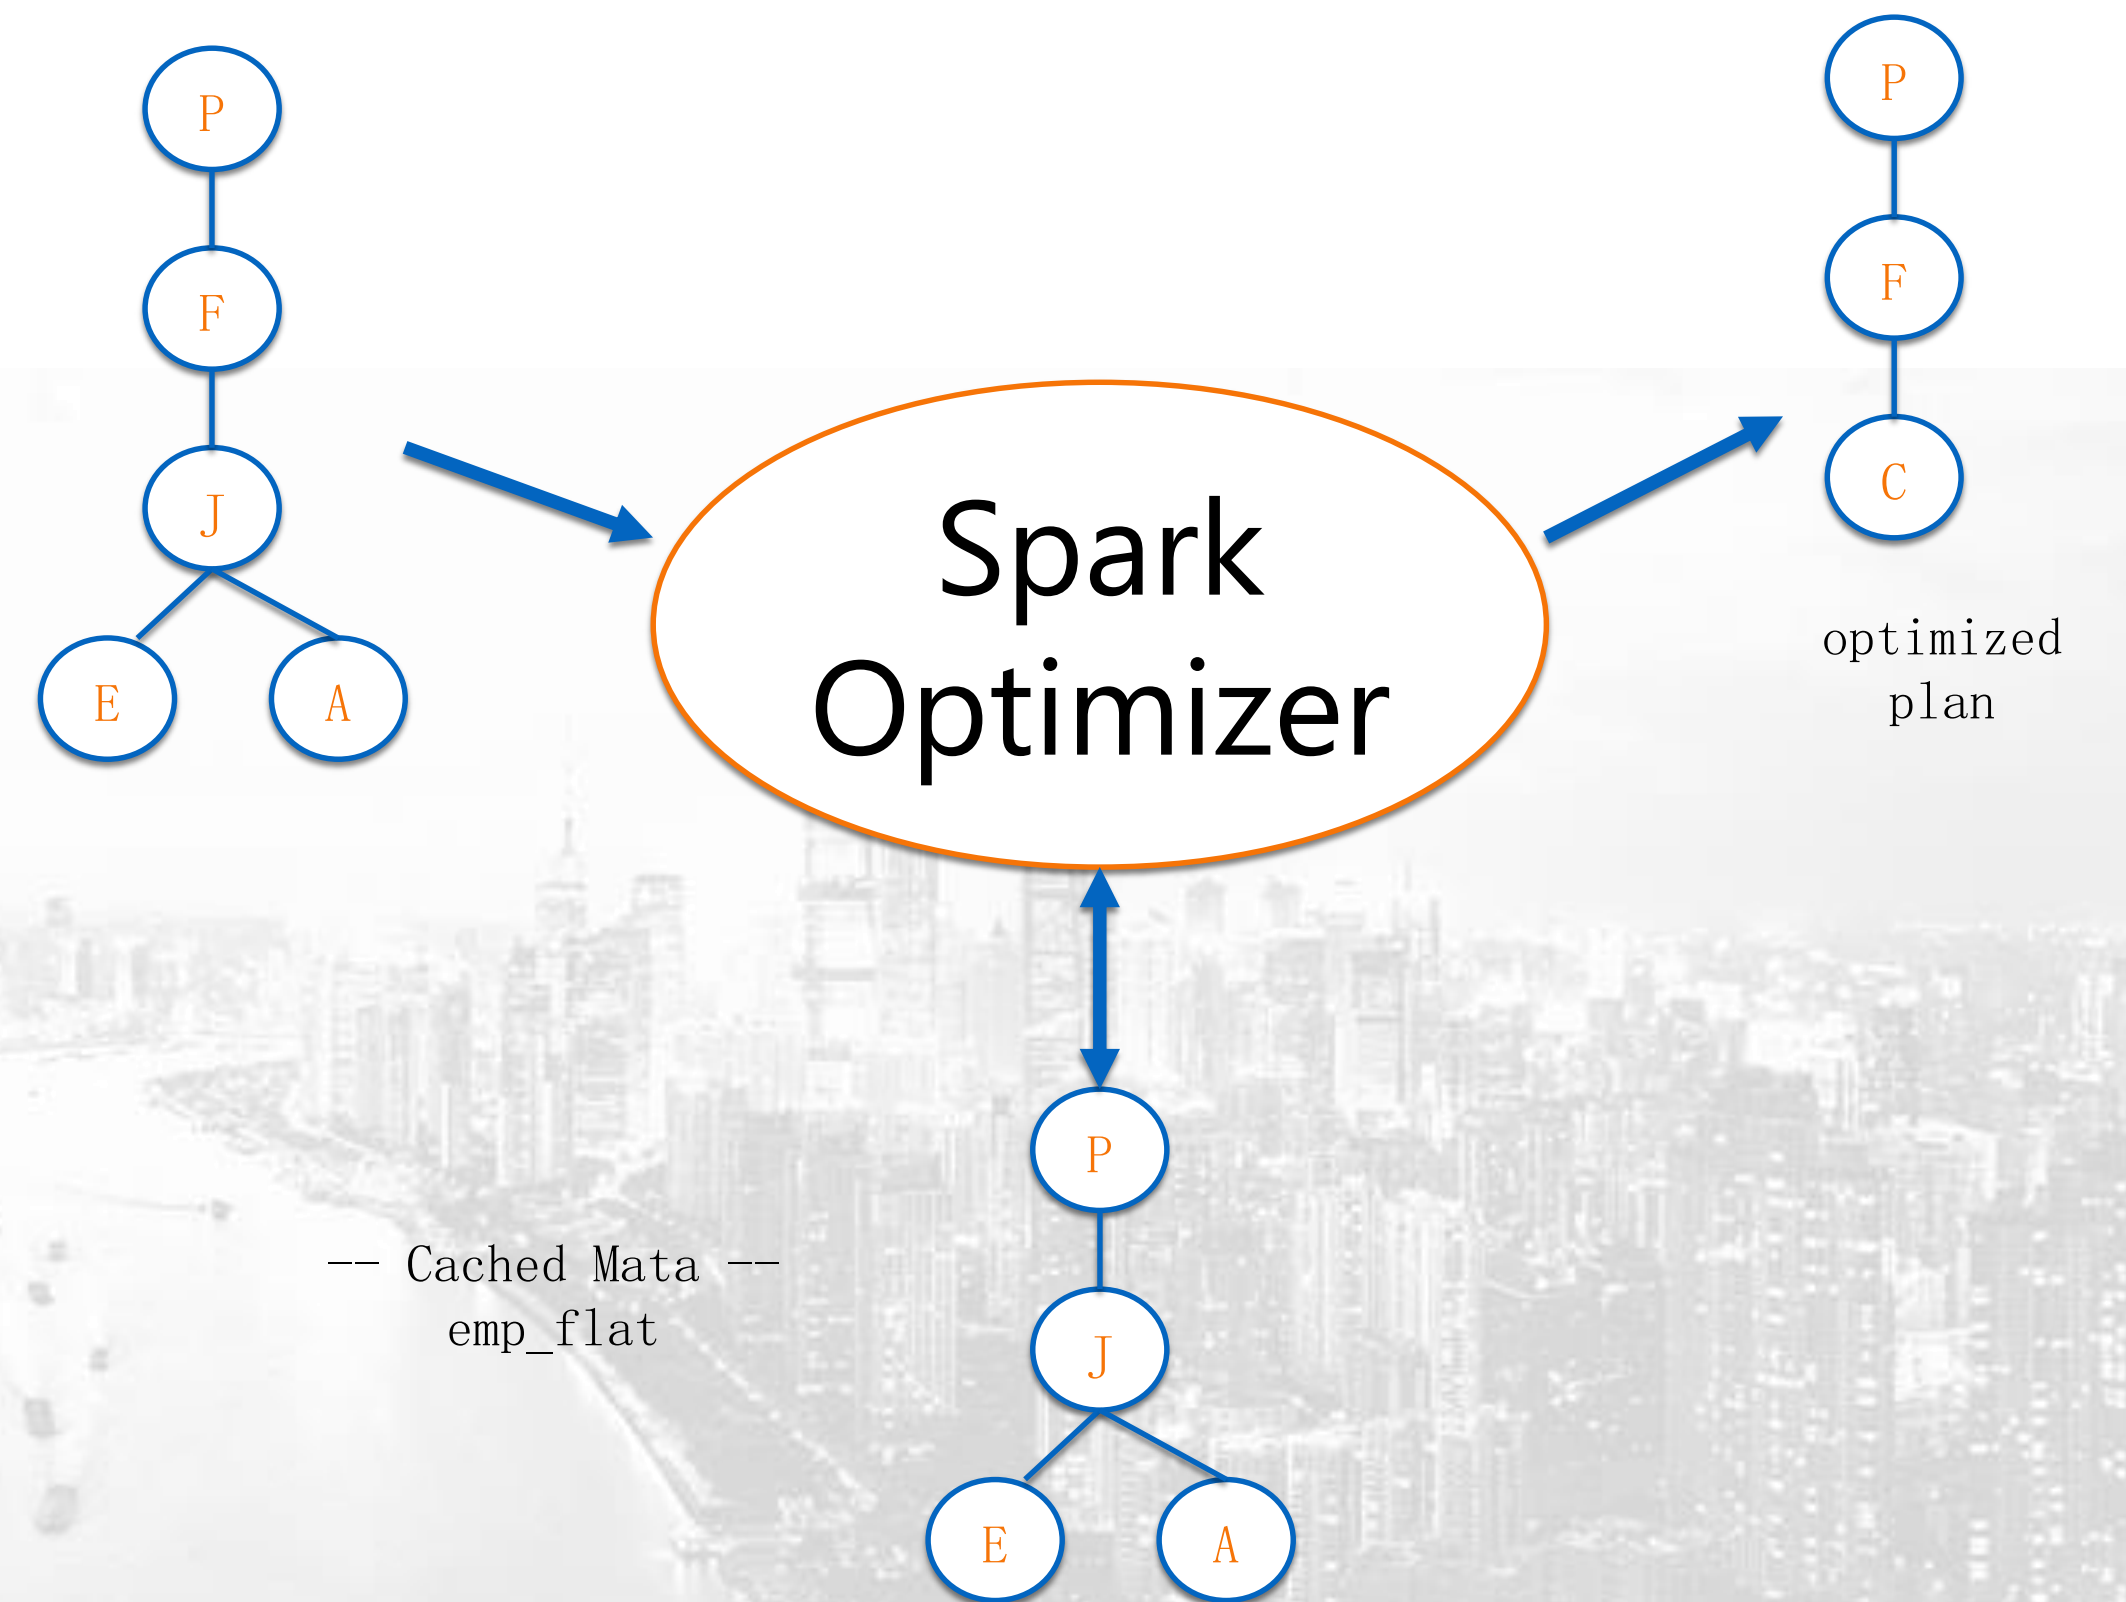 P
F
J
E A
Spark
Optimizer
P
F
C
optimized
plan
-- Cached Mata --
emp_flat
P
J
E A